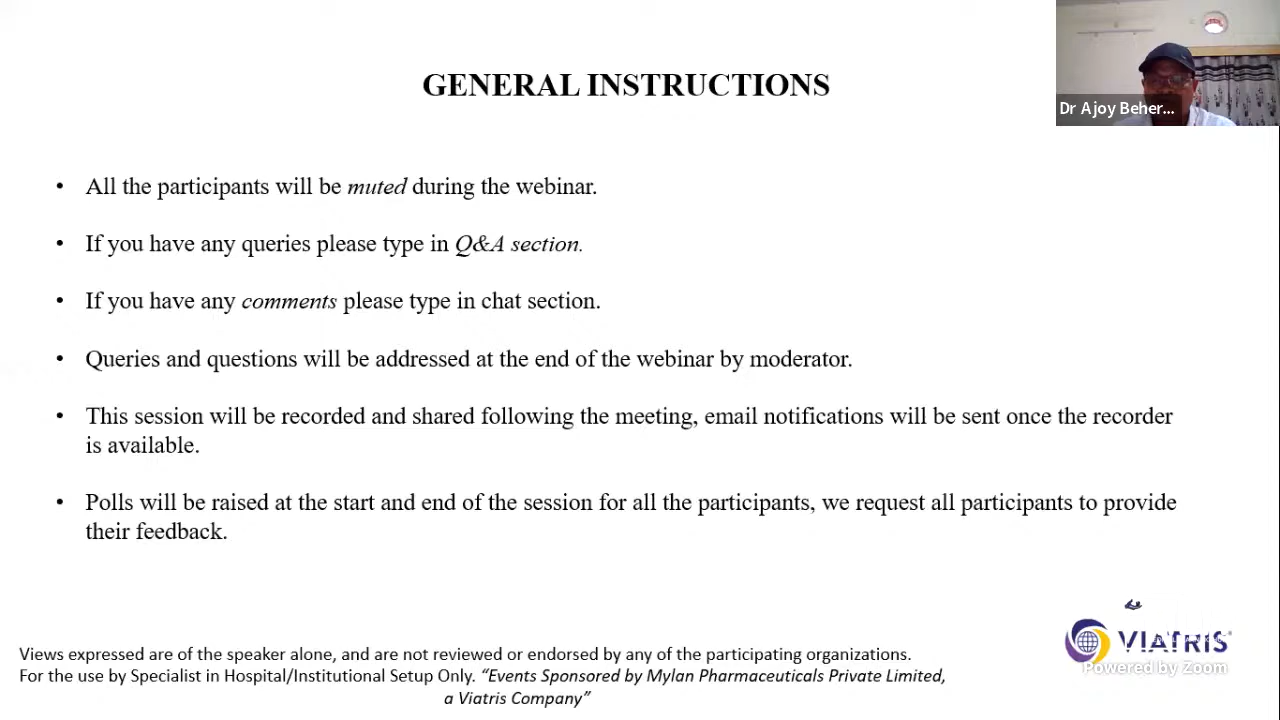 GENERAL INSTRUCTIONS
Dr Ajoy Beher...
• All the participants will be muted during the webinar.
• If you have any queries please type in Q&A section.
• If you have any comments please type in chat section.
• Queries and questions will be addressed at the end of the webinar by moderator.
• This session will be recorded and shared following the meeting, email notifications will be sent once the recorder
is available.
• Polls will be raised at the start and end of the session for all the participants, we request all participants to provide
their feedback.
Views expressed are of the speaker alone, and are not reviewed or endorsed by any of the participating organizations.
For the use by Specialist in Hospital/Institutional Setup Only. “Events Sponsored by Mylan Pharmaceuticals Private Limited,
a Viatris Company”
VIATRIS
Powered by Zoom